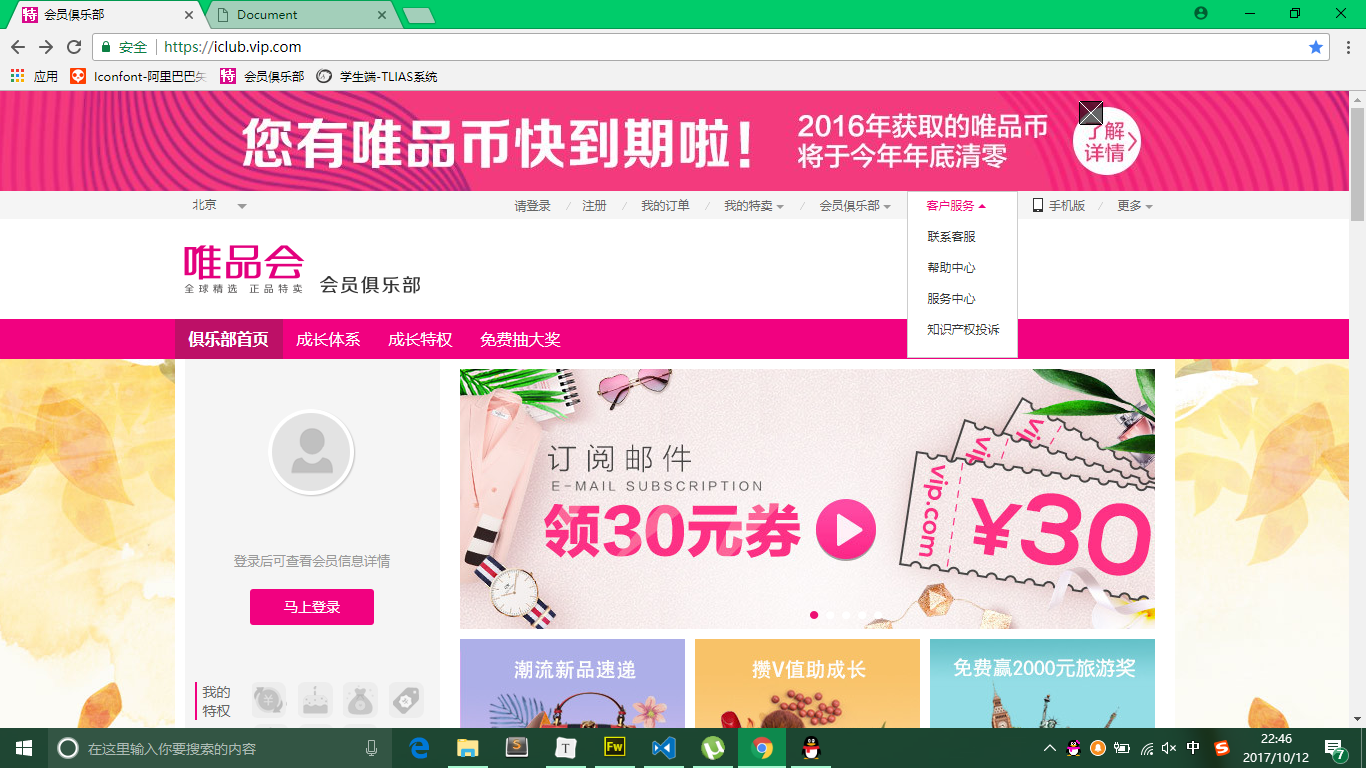 特 会员俱乐部
Document
安全 https://iclub.vip.com
应用 Iconfont-阿里巴巴矢 特 会员俱乐部 学生端-TLIAS系统
您有唯品币快到期啦！
2016年获取的唯品币
将于今年年底清零
了解
详情
北京 请登录 / 注册 / 我的订单 / 我的特卖 / 会员俱乐部 客户服务 手机版 / 更多
联系客服
帮助中心
服务中心
知识产权投诉
唯品会
全球精选 正品特卖
会员俱乐部
俱乐部首页 成长体系 成长特权 免费抽大奖
登录后可查看会员信息详情
马上登录
我的
特权
订阅邮件
E-MAIL SUBSCRIPTION
领30元券
vip.com
¥30
潮流新品速递
攒V值助成长
免费赢2000元旅游奖
在这里输入你要搜索的内容
S
T
Fw
中
22:46
2017/10/12
7